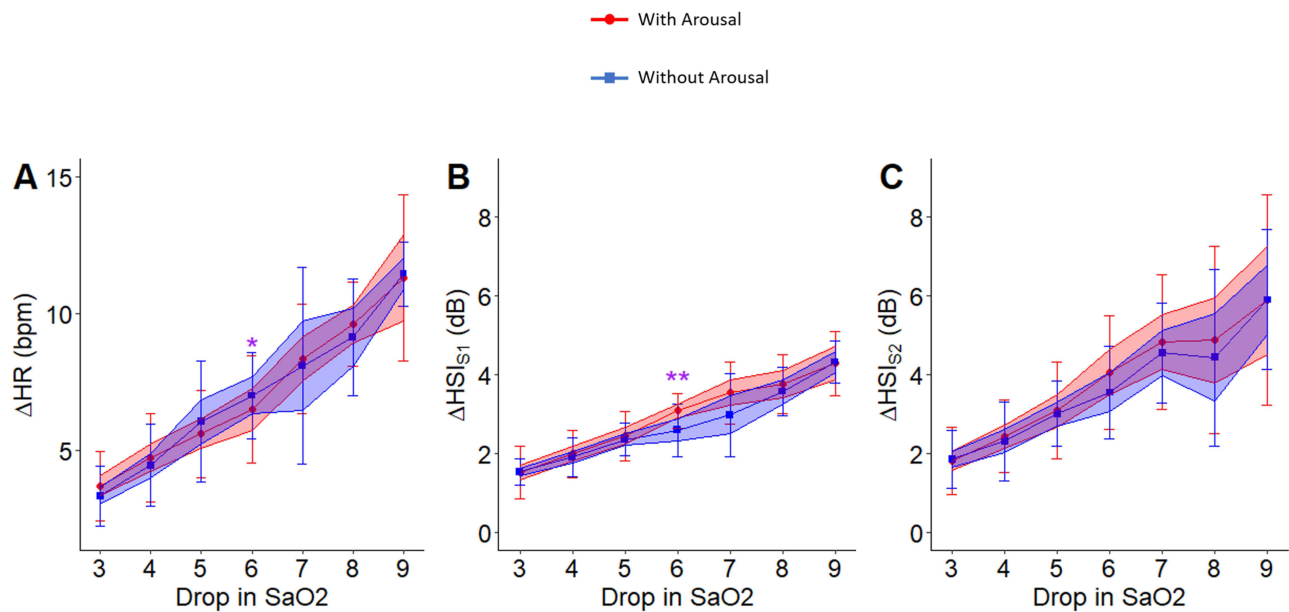 With Arousal
Without Arousal
A
ΔHR (bpm)
15
10
5
*
3 4 5 6 7 8 9
Drop in SaO2
B
ΔHSI_S1 (dB)
8
6
4
2
0
**
3 4 5 6 7 8 9
Drop in SaO2
C
ΔHSI_S2 (dB)
8
6
4
2
0
3 4 5 6 7 8 9
Drop in SaO2